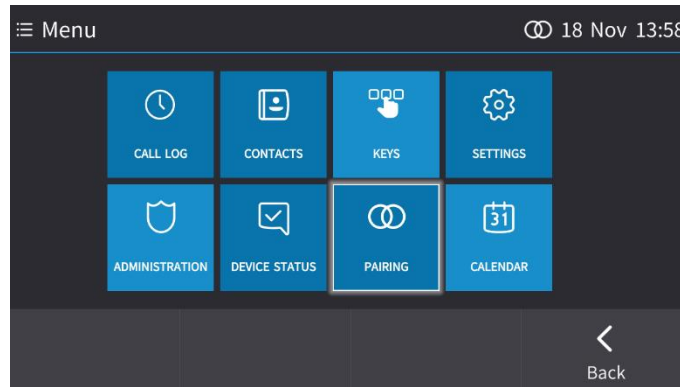 Menu
18 Nov 13:58
CALL LOG
CONTACTS
KEYS
SETTINGS
ADMINISTRATION
DEVICE STATUS
PAIRING
31
CALENDAR
Back